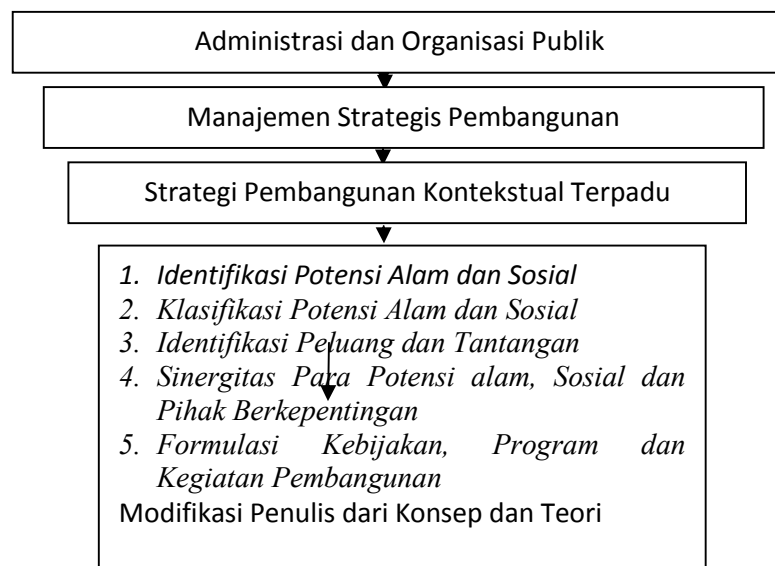 Administrasi dan Organisasi Publik
Manajemen Strategis Pembangunan
Strategi Pembangunan Kontekstual Terpadu
1. Identifikasi Potensi Alam dan Sosial
2. Klasifikasi Potensi Alam dan Sosial
3. Identifikasi Peluang dan Tantangan
4. Sinergitas Para Potensi alam, Sosial dan
Pihak Berkepentingan
5. Formulasi Kebijakan, Program dan
Kegiatan Pembangunan
Modifikasi Penulis dari Konsep dan Teori